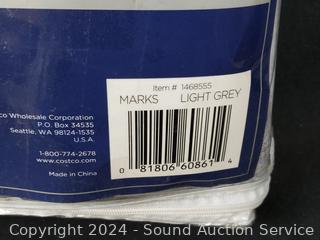 Item # 1468555
MARKS LIGHT GREY
co Wholesale Corporation
P.O. Box 34535
Seattle, WA 98124-1535
U.S.A.
1-800-774-2678
www.costco.com
Made in China
0 81806 60861 4
Copyright 2024 - Sound Auction Service